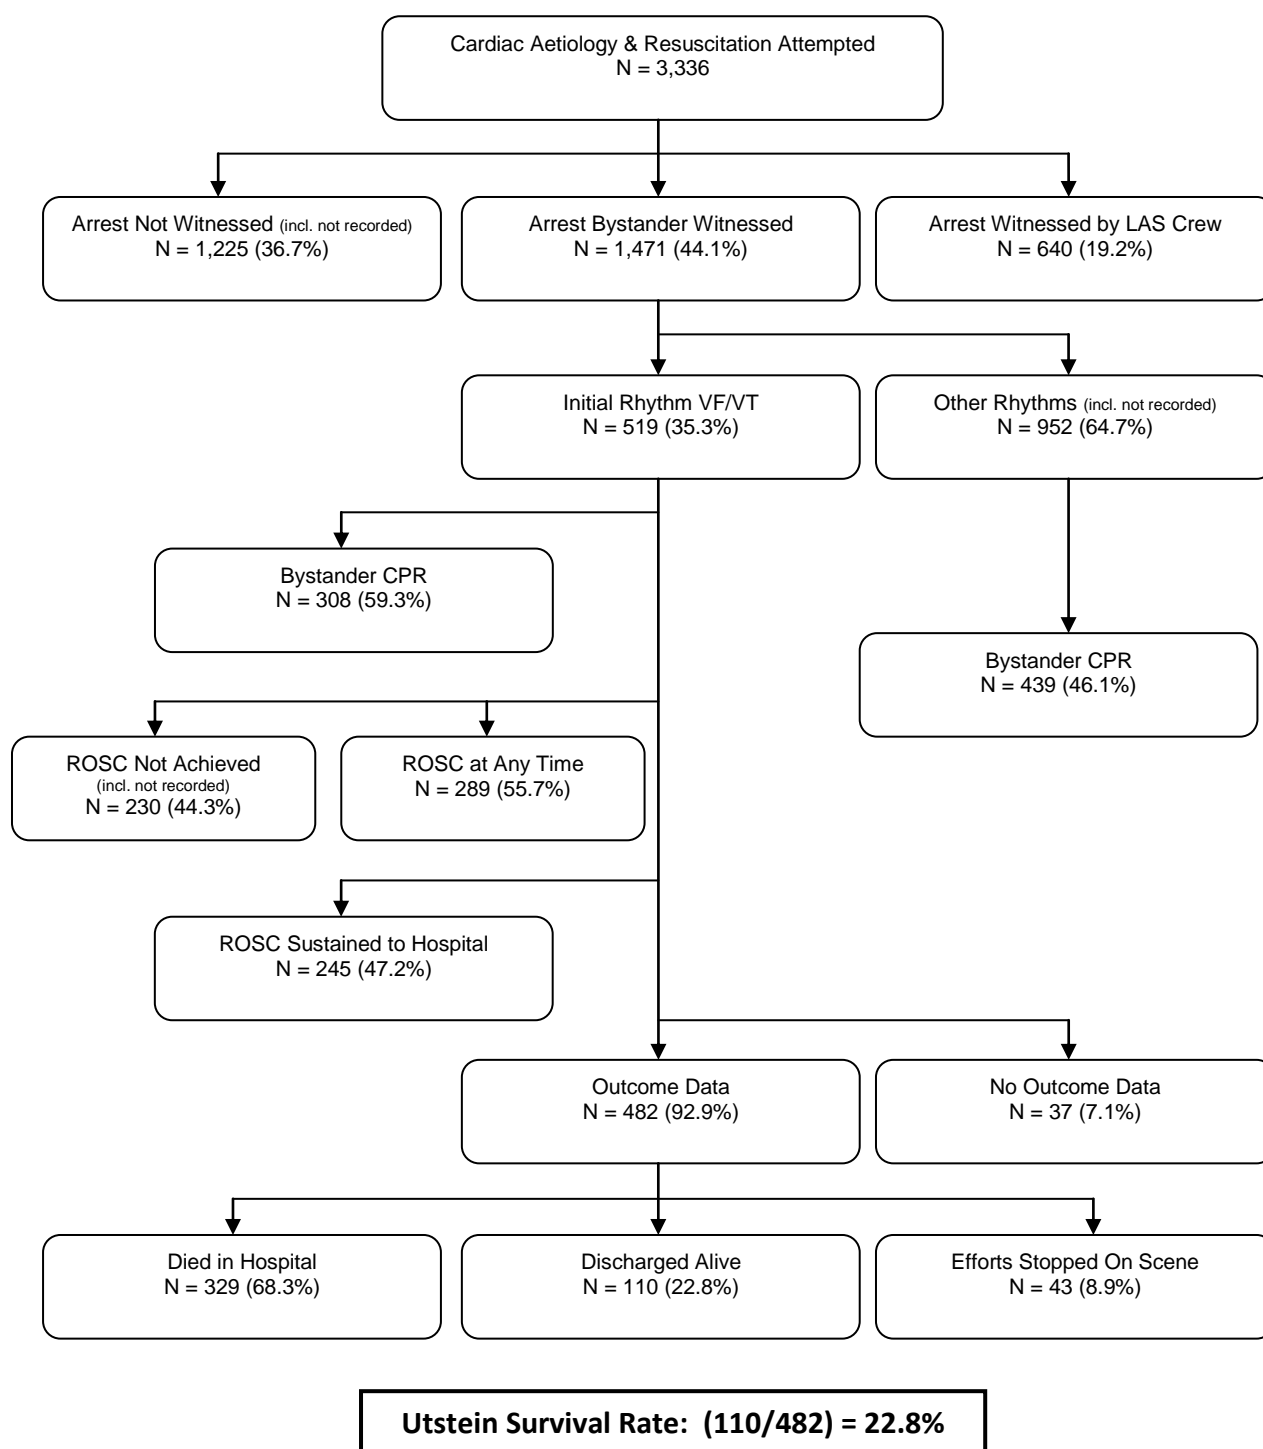 Cardiac Aetiology & Resuscitation Attempted
N = 3,336
Arrest Not Witnessed (incl. not recorded)
N = 1,225 (36.7%)
Arrest Bystander Witnessed
N = 1,471 (44.1%)
Arrest Witnessed by LAS Crew
N = 640 (19.2%)
Initial Rhythm VF/VT
N = 519 (35.3%)
Other Rhythms (incl. not recorded)
N = 952 (64.7%)
Bystander CPR
N = 308 (59.3%)
Bystander CPR
N = 439 (46.1%)
ROSC Not Achieved
(incl. not recorded)
N = 230 (44.3%)
ROSC at Any Time
N = 289 (55.7%)
ROSC Sustained to Hospital
N = 245 (47.2%)
Outcome Data
N = 482 (92.9%)
No Outcome Data
N = 37 (7.1%)
Died in Hospital
N = 329 (68.3%)
Discharged Alive
N = 110 (22.8%)
Efforts Stopped On Scene
N = 43 (8.9%)
Utstein Survival Rate: (110/482) = 22.8%